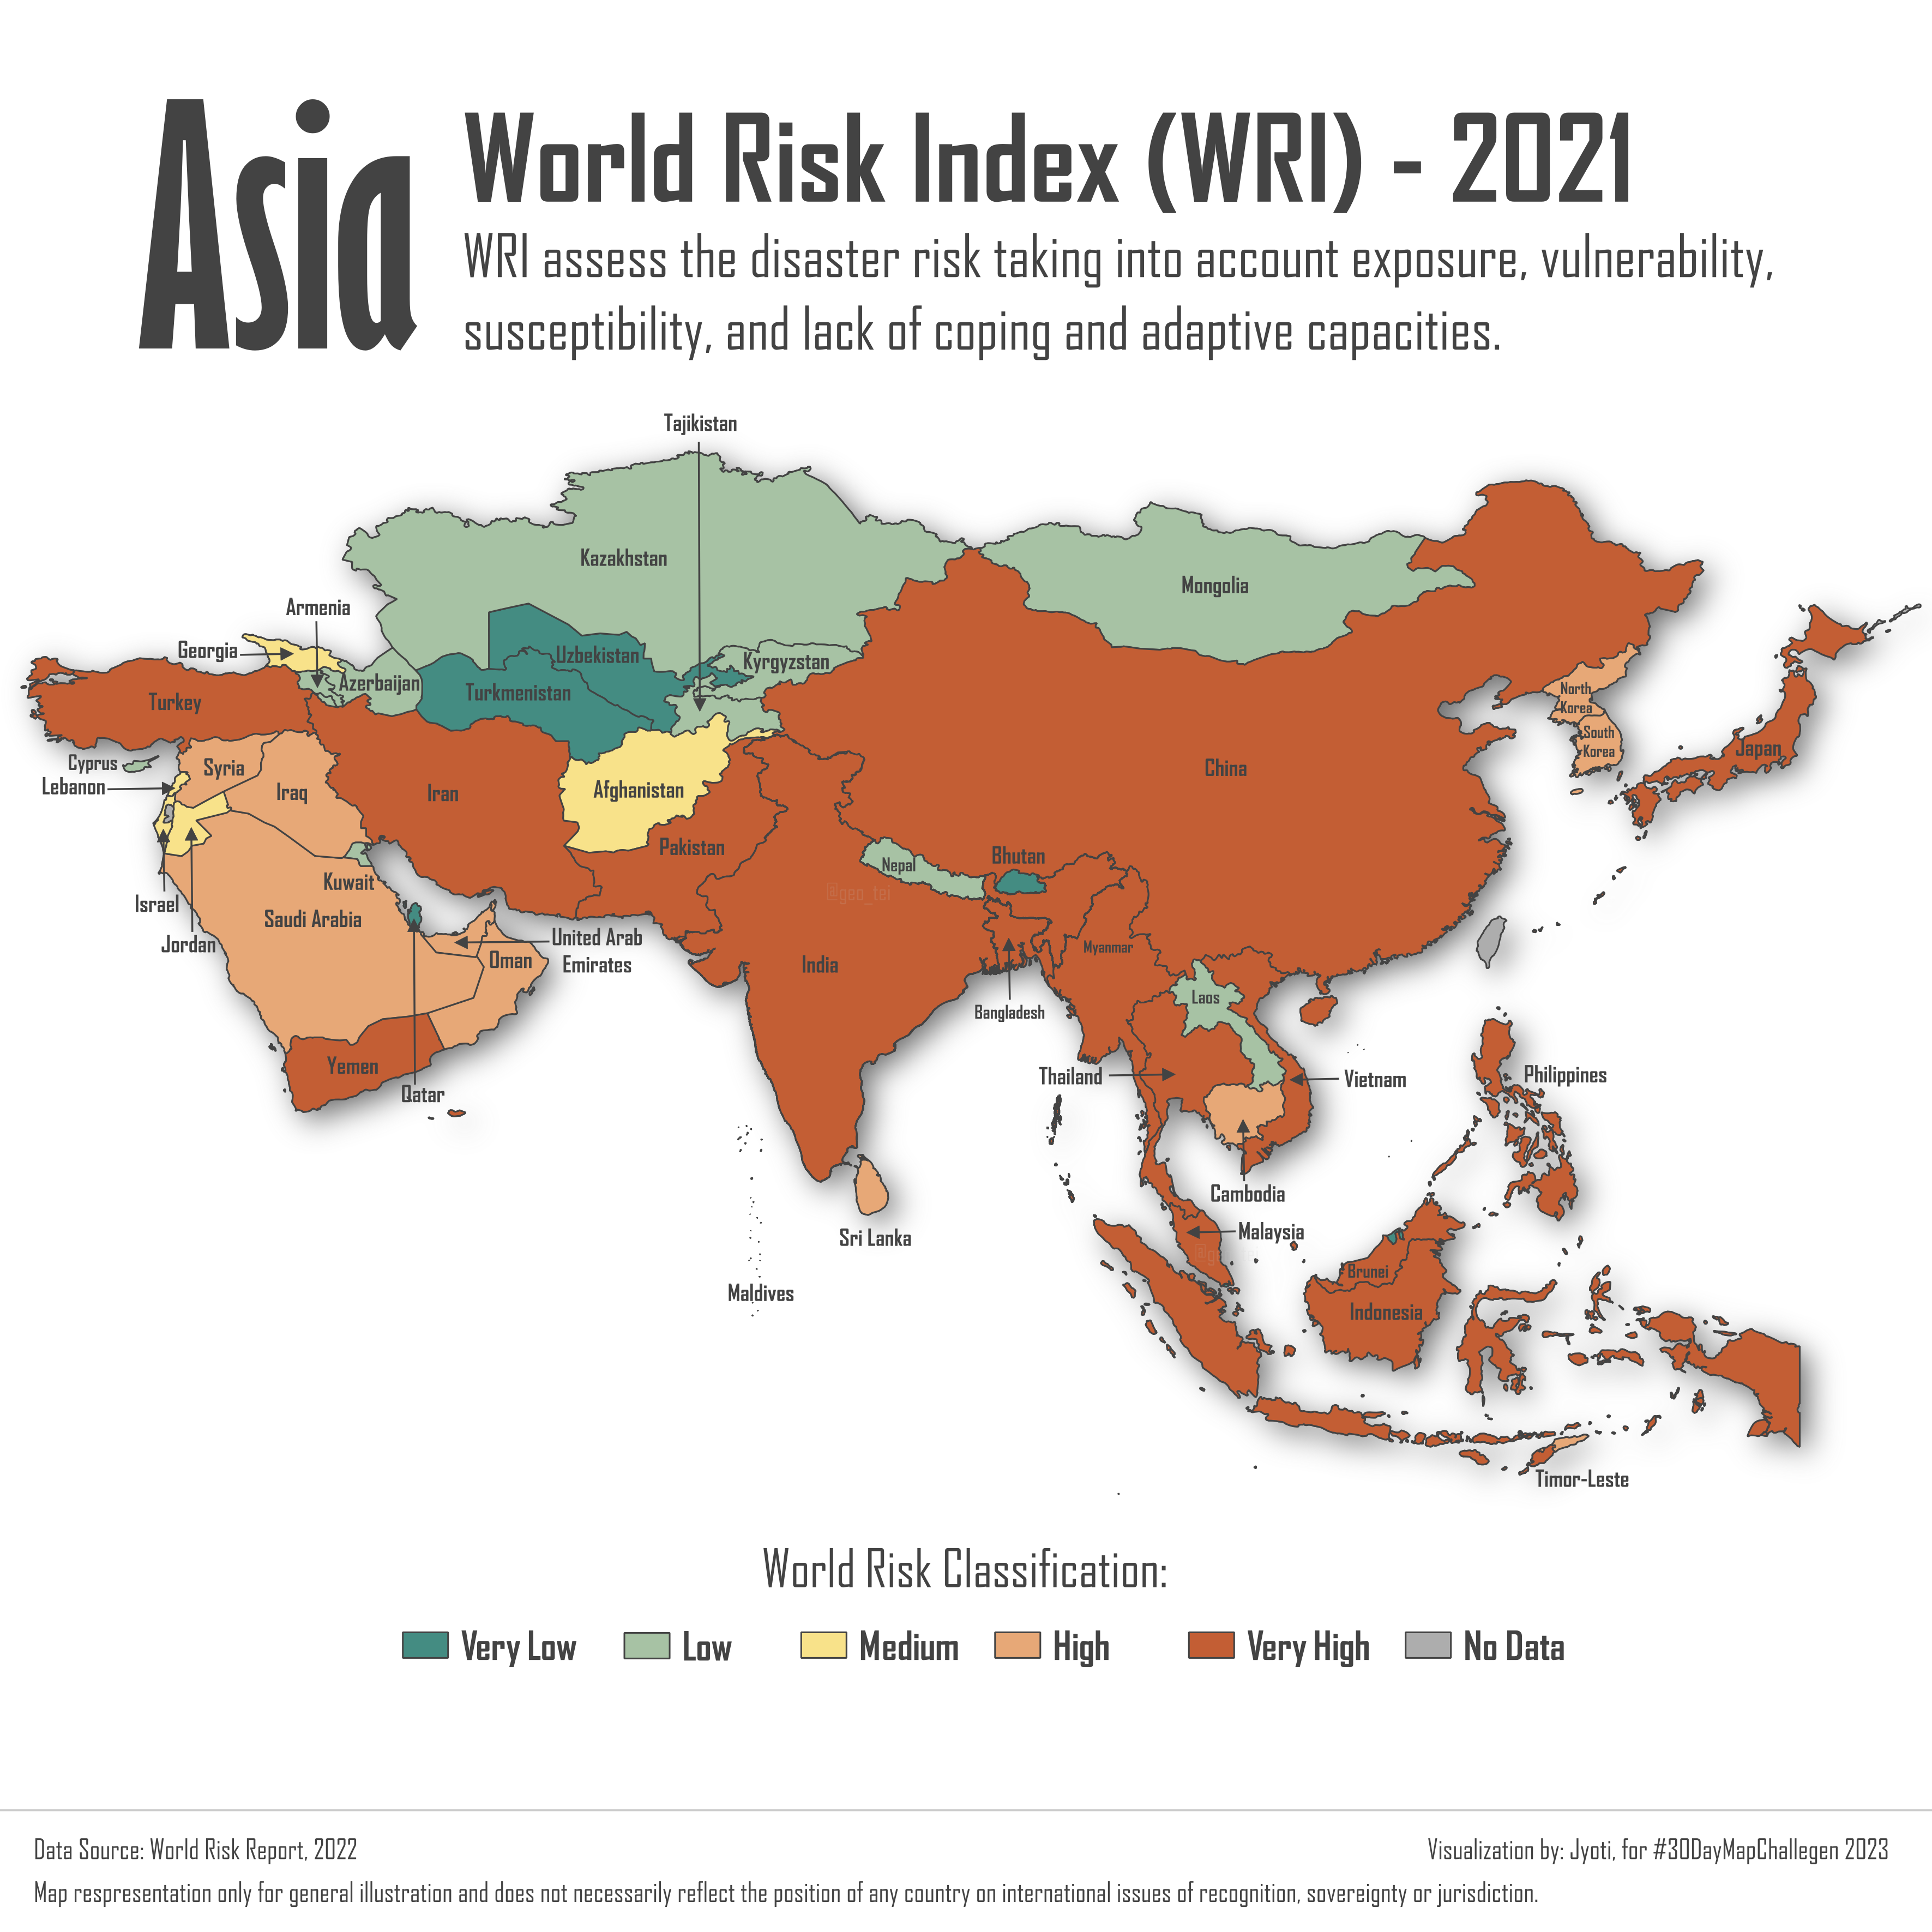 Asia
World Risk Index (WRI) - 2021
WRI assess the disaster risk taking into account exposure, vulnerability,
susceptibility, and lack of coping and adaptive capacities.
Tajikistan
Kazakhstan
Mongolia
Armenia
Georgia
Uzbekistan
Kyrgyzstan
Azerbaijan
Turkmenistan
Turkey
North
Korea
South
Korea
Japan
Cyprus
Syria
Lebanon
Iraq
Iran
Afghanistan
China
Pakistan
Nepal
Bhutan
Kuwait
@geo_tei
Israel
Saudi Arabia
Jordan
United Arab
Emirates
Oman
India
Myanmar
Laos
Bangladesh
Yemen
Qatar
Thailand
Vietnam
Philippines
Cambodia
Malaysia
Sri Lanka
Brunei
Maldives
Indonesia
Timor-Leste
World Risk Classification:
Very Low
Low
Medium
High
Very High
No Data
Data Source: World Risk Report, 2022
Visualization by: Jyoti, for #30DayMapChallegen 2023
Map respresentation only for general illustration and does not necessarily reflect the position of any country on international issues of recognition, sovereignty or jurisdiction.